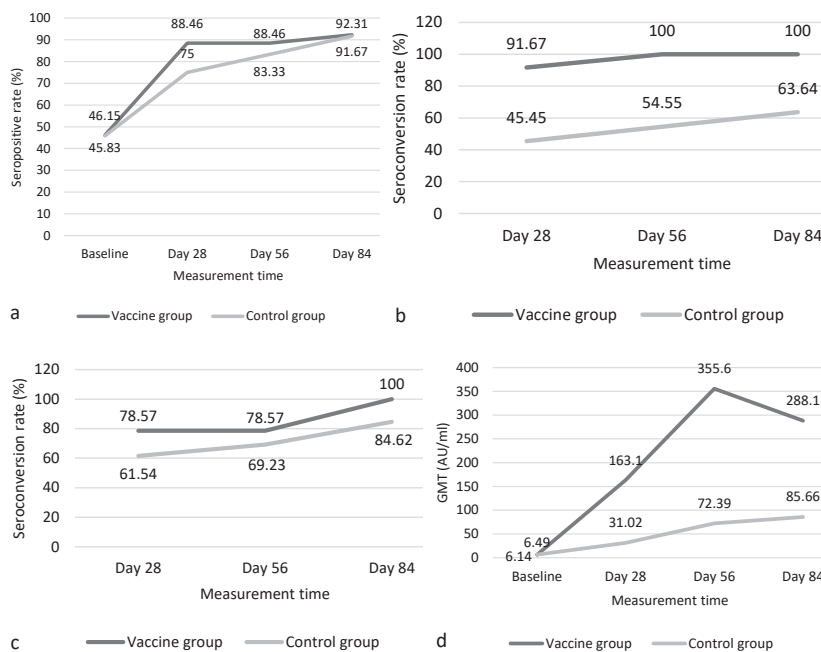 Seropositive rate (%)
100
90
80
70
60
50
40
30
20
10
0
88.46
88.46
92.31
75
83.33
91.67
46.15
45.83
Baseline
Day 28
Day 56
Day 84
Measurement time
a
Vaccine group
Control group
Seroconversion rate (%)
120
100
80
60
40
20
0
91.67
100
100
45.45
54.55
63.64
Day 28
Day 56
Day 84
Measurement time
b
Vaccine group
Control group
Seroconversion rate (%)
120
100
80
60
40
20
0
78.57
78.57
100
61.54
69.23
84.62
Day 28
Day 56
Day 84
Measurement time
c
Vaccine group
Control group
GMT (AU/ml)
400
350
300
250
200
150
100
50
0
355.6
288.1
163.1
31.02
72.39
85.66
6.49
6.14
Baseline
Day 28
Day 56
Day 84
Measurement time
d
Vaccine group
Control group